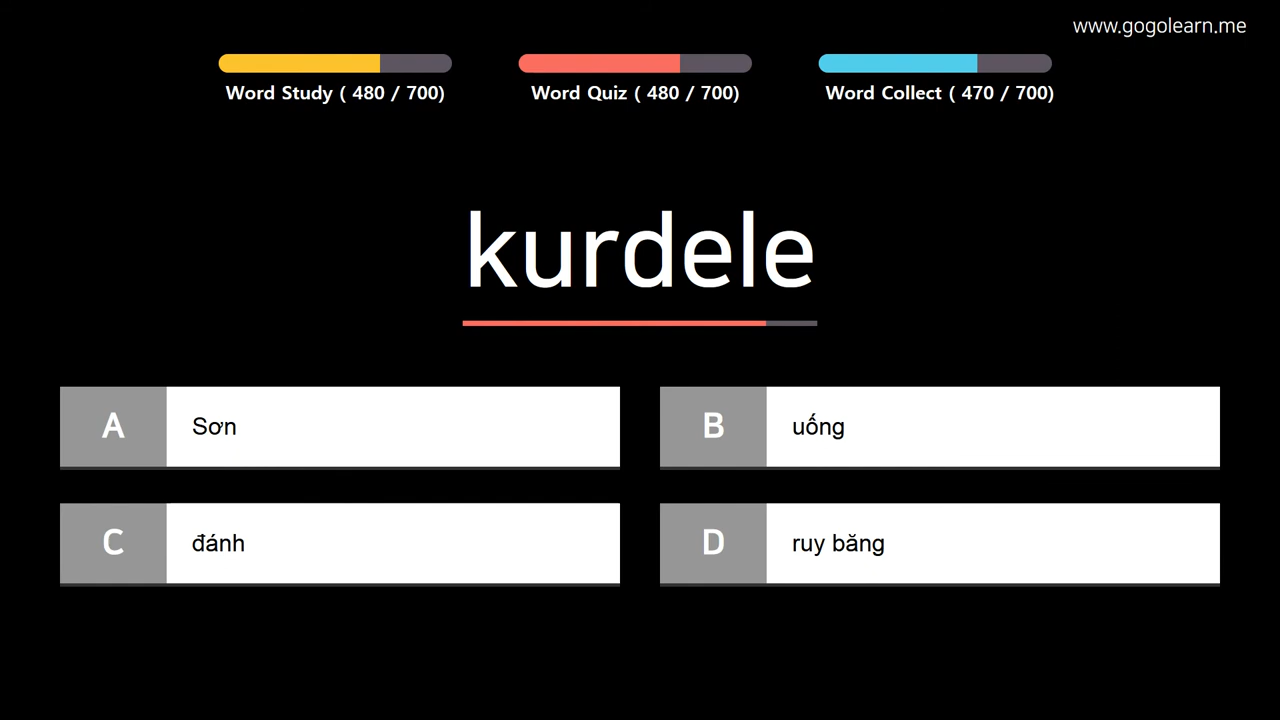 www.gogolearn.me
Word Study ( 480 / 700)
Word Quiz ( 480 / 700)
Word Collect ( 470 / 700)
kurdele
A Sơn
B uống
C đánh
D ruy băng